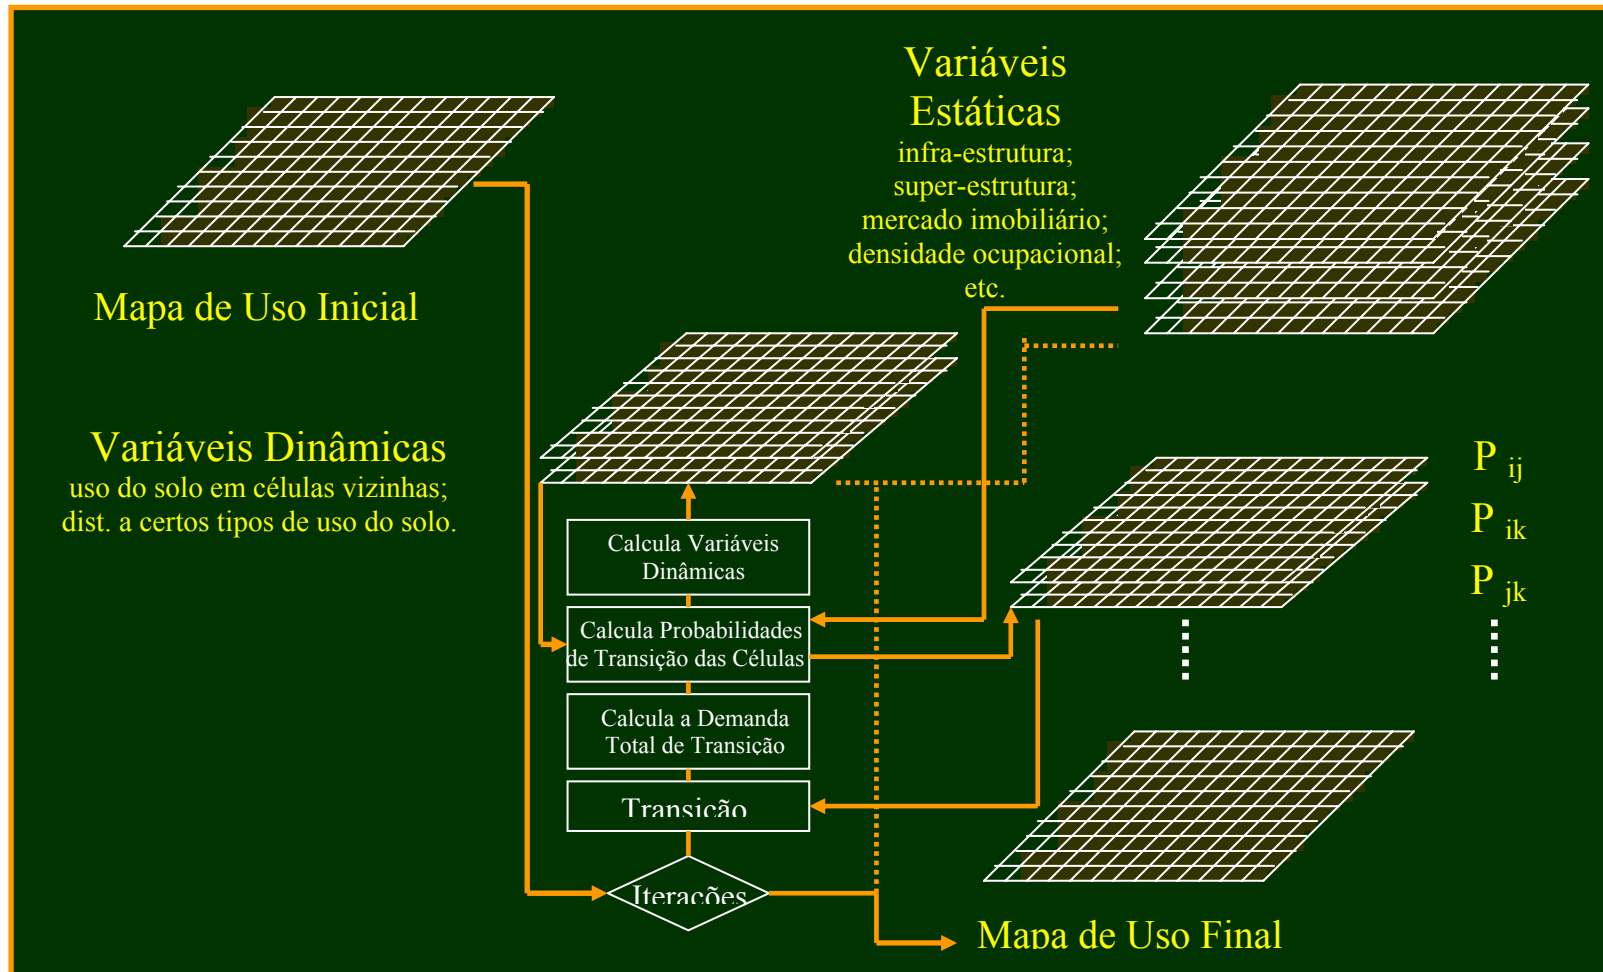 Variáveis
Estáticas
infra-estrutura;
super-estrutura;
mercado imobiliário;
densidade ocupacional;
etc.
Mapa de Uso Inicial
Variáveis Dinâmicas
uso do solo em células vizinhas;
dist. a certos tipos de uso do solo.
P ij
P ik
P jk
Calcula Variáveis
Dinâmicas
Calcula Probabilidades
de Transição das Células
Calcula a Demanda
Total de Transição
Transição
Iterações
Mapa de Uso Final